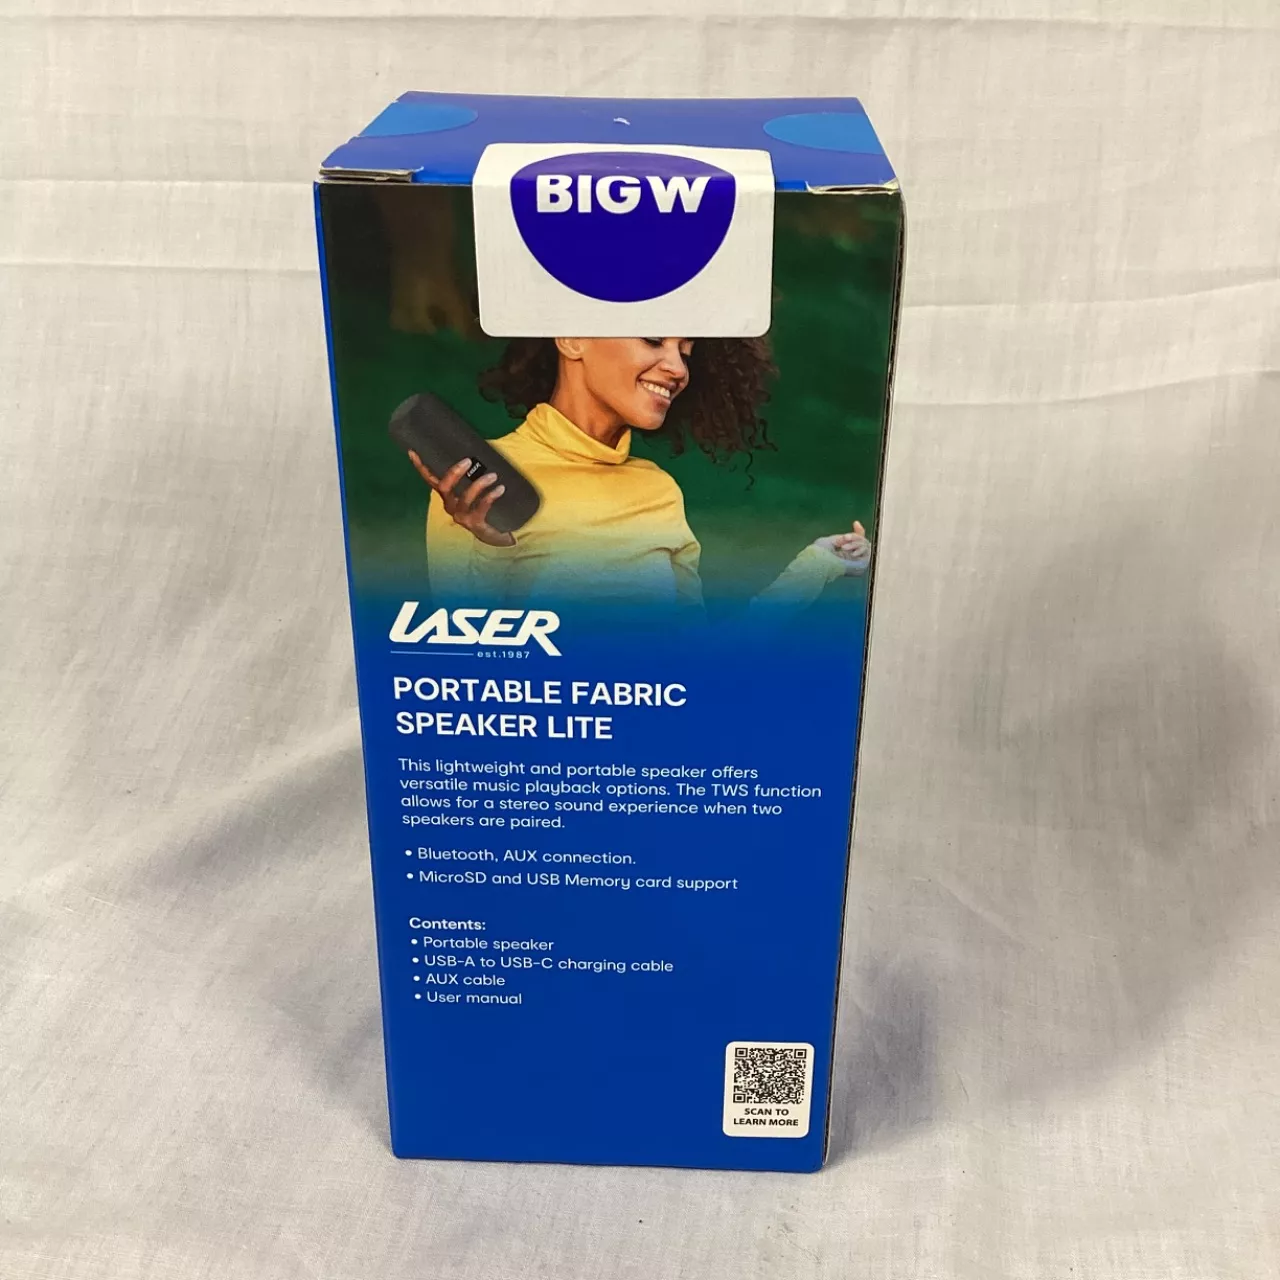 BIG W
LASER
LASER
est.1987
PORTABLE FABRIC
SPEAKER LITE
This lightweight and portable speaker offers
versatile music playback options. The TWS function
allows for a stereo sound experience when two
speakers are paired.
• Bluetooth, AUX connection.
• MicroSD and USB Memory card support
Contents:
• Portable speaker
• USB-A to USB-C charging cable
• AUX cable
• User manual
SCAN TO
LEARN MORE